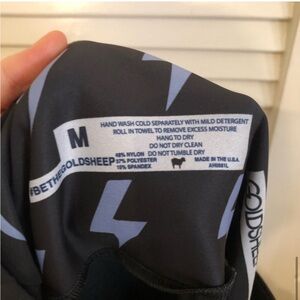 M
HAND WASH COLD SEPARATELY WITH MILD DETERGENT
ROLL IN TOWEL TO REMOVE EXCESS MOISTURE
HANG TO DRY
DO NOT DRY CLEAN
DO NOT TUMBLE DRY
#BETHEGOLDSHEEP
48% NYLON
37% POLYESTER
15% SPANDEX
MADE IN THE U.S.A.
GOLDSHEEP